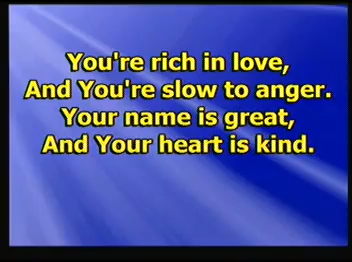 You're rich in love,
And You're slow to anger.
Your name is great,
And Your heart is kind.